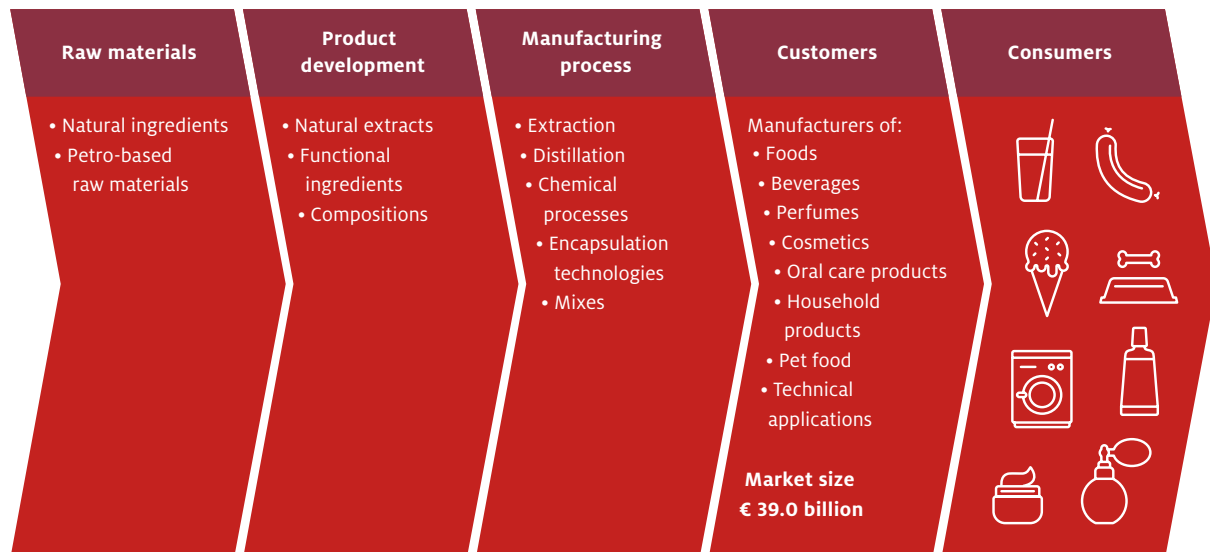 Raw materials
• Natural ingredients
• Petro-based
raw materials
Product
development
• Natural extracts
• Functional
ingredients
• Compositions
Manufacturing
process
• Extraction
• Distillation
• Chemical
processes
• Encapsulation
technologies
• Mixes
Customers
Manufacturers of:
• Foods
• Beverages
• Perfumes
• Cosmetics
• Oral care products
• Household
products
• Pet food
• Technical
applications
Market size
€ 39.0 billion
Consumers